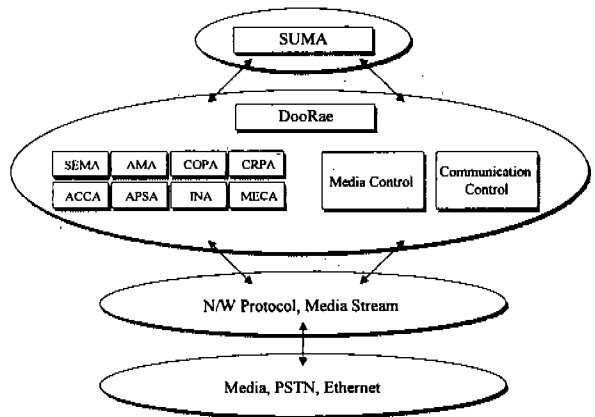 SUMA
DooRae
SEMA AMA COPA CRPA
ACCA APSA INA MECA
Media Control
Communication
Control
N/W Protocol, Media Stream
Media, PSTN, Ethernet